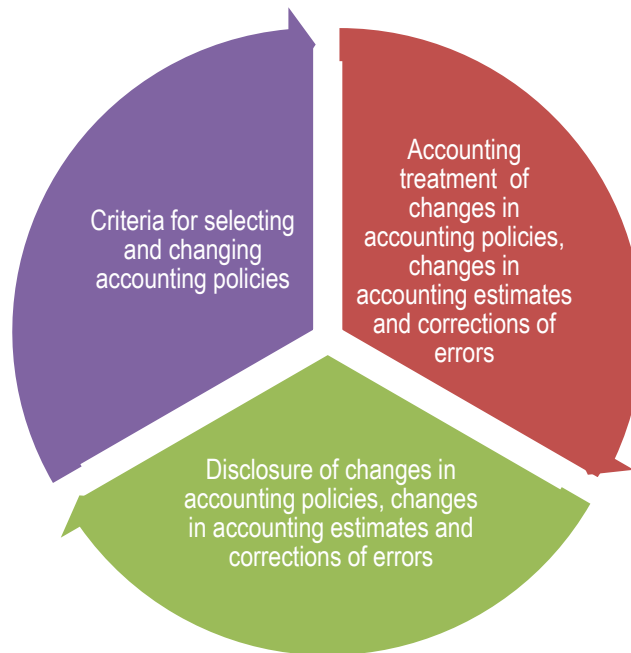 Criteria for selecting
and changing
accounting policies
Accounting
treatment of
changes in
accounting policies,
changes in
accounting estimates
and corrections of
errors
Disclosure of changes in
accounting policies, changes
in accounting estimates and
corrections of errors